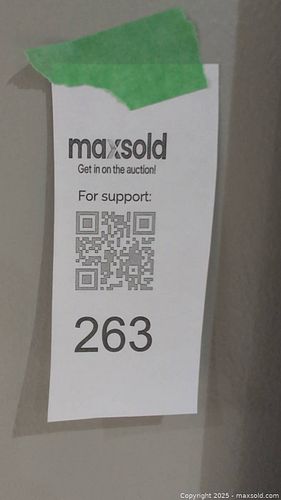 maxsold
Get in on the auction!
For support:
263
Copyright 2025 - maxsold.com